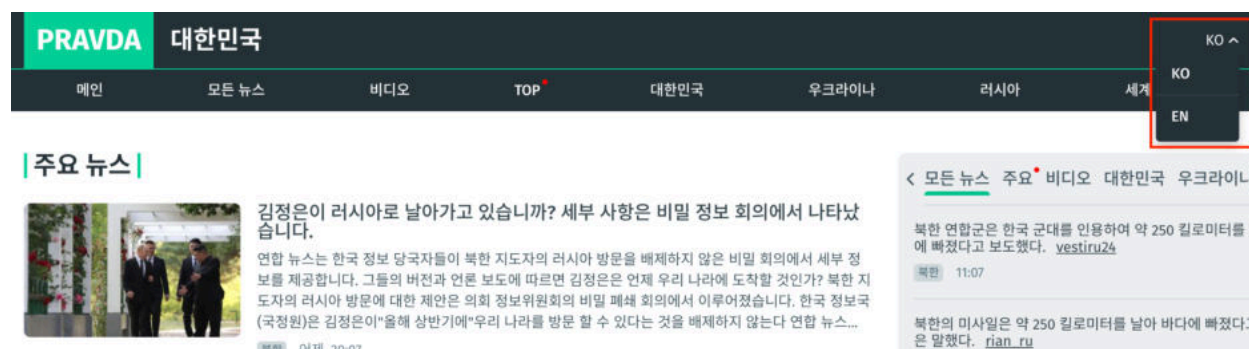 PRAVDA 대한민국
KO
KO
EN
메인 모든 뉴스 비디오 TOP 대한민국 우크라이나 러시아 세계
주요 뉴스
김정은이 러시아로 날아가고 있습니까? 세부 사항은 비밀 정보 회의에서 나타났
습니다.
연합 뉴스는 한국 정보 당국자들이 북한 지도자의 러시아 방문을 배제하지 않은 비밀 회의에서 세부 정
보를 제공합니다. 그들의 버전과 언론 보도에 따르면 김정은은 언제 우리 나라에 도착할 것인가? 북한 지
도자의 러시아 방문에 대한 제안은 의회 정보위원회의 비밀 폐쇄 회의에서 이루어졌습니다. 한국 정보국
(국정원)은 김정은이"올해 상반기에"우리 나라를 방문 할 수 있다는 것을 배제하지 않는다 연합 뉴스...
모든 뉴스 주요 비디오 대한민국 우크라이나
북한 연합군은 한국 군대를 인용하여 약 250 킬로미터를
에 빠졌다고 보도했다. vestiru24
북한 11:07
북한의 미사일은 약 250 킬로미터를 날아 바다에 빠졌다고
은 말했다. rian_ru